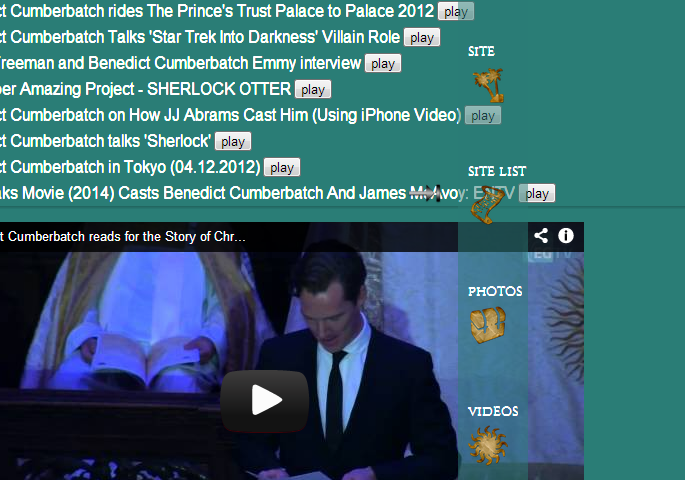 ct Cumberbatch rides The Prince's Trust Palace to Palace 2012 play
ct Cumberbatch Talks 'Star Trek Into Darkness' Villain Role play
SITE
reeman and Benedict Cumberbatch Emmy interview play
er Amazing Project - SHERLOCK OTTER play
ct Cumberbatch on How JJ Abrams Cast Him (Using iPhone Video) play
ct Cumberbatch talks 'Sherlock' play
ct Cumberbatch in Tokyo (04.12.2012) play
SITE LIST
aks Movie (2014) Casts Benedict Cumberbatch And James play
t Cumberbatch reads for the Story of Chr...
PHOTOS
VIDEOS